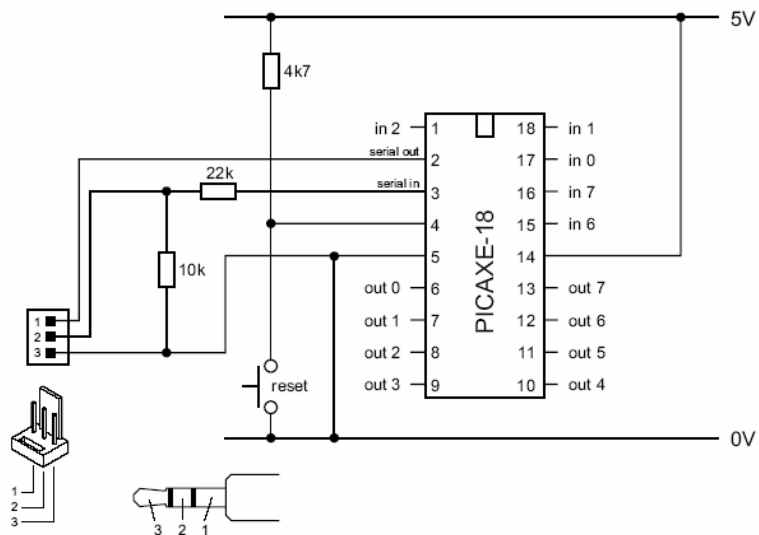 5V
4k7
in 2 1 18 in 1
serial out 2 17 in 0
22k serial in 3 16 in 7
4 15 in 6
10k 5 14
out 0 6 13 out 7
out 1 7 12 out 6
out 2 8 11 out 5
out 3 9 10 out 4
PICAXE-18
1
2
3
reset
0V
1
2
3
3 2 1